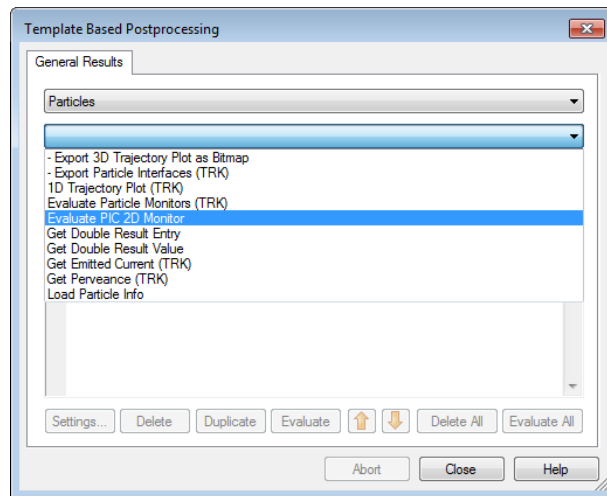 Template Based Postprocessing
General Results
Particles
- Export 3D Trajectory Plot as Bitmap
- Export Particle Interfaces (TRK)
1D Trajectory Plot (TRK)
Evaluate Particle Monitors (TRK)
Evaluate PIC 2D Monitor
Get Double Result Entry
Get Double Result Value
Get Emitted Current (TRK)
Get Perveance (TRK)
Load Particle Info
Settings... Delete Duplicate Evaluate Delete All Evaluate All
Abort Close Help